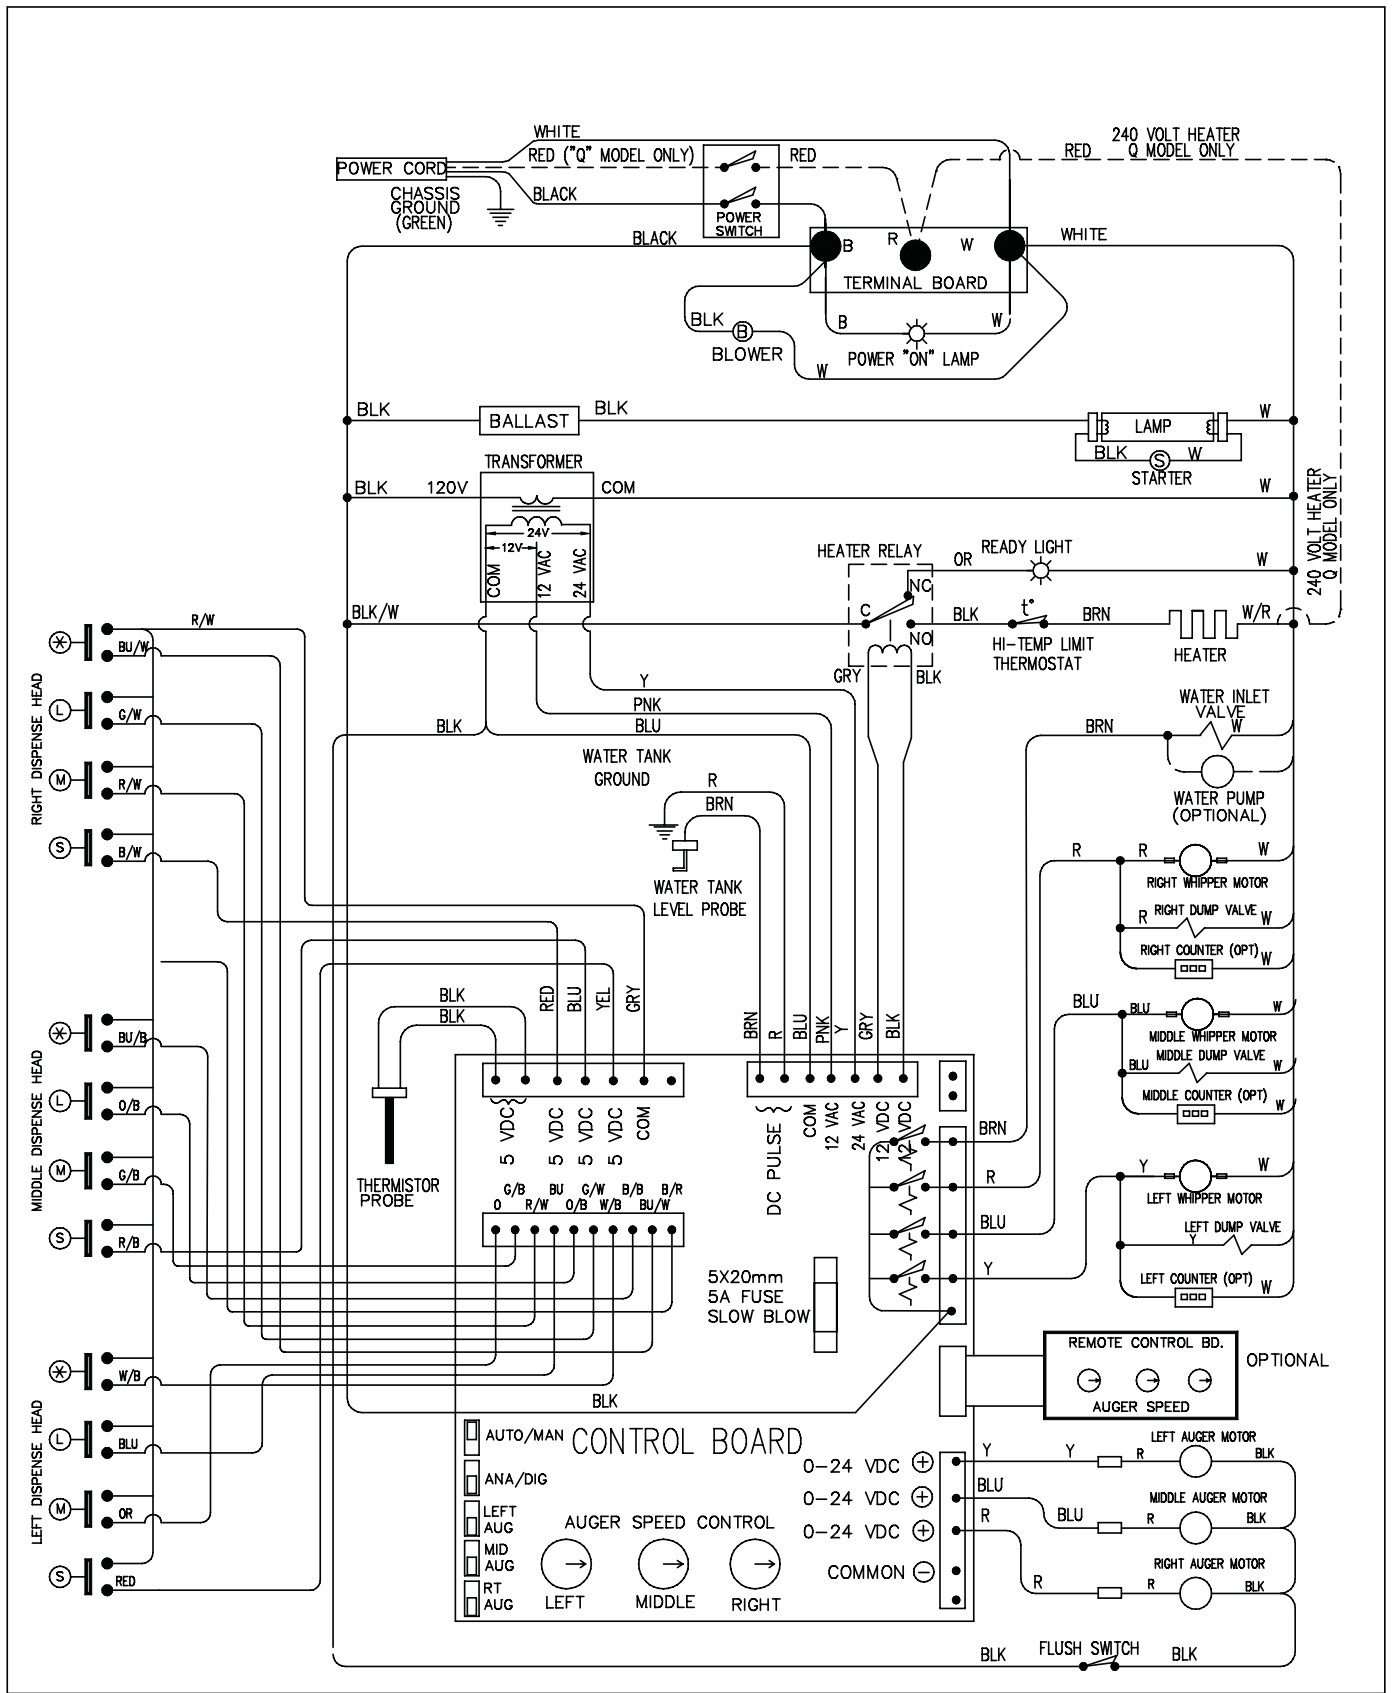 WHITE
240 VOLT HEATER
Q MODEL ONLY
RED ("Q" MODEL ONLY)
RED
RED
POWER CORD
CHASSIS
GROUND
(GREEN)
BLACK
POWER
SWITCH
BLACK
B
R
W
WHITE
TERMINAL BOARD
BLK
B
BLOWER
B
W
POWER "ON" LAMP
W
BLK
BALLAST
BLK
LAMP
W
BLK
S
W
STARTER
TRANSFORMER
BLK
120V
COM
W
24V
12V
COM
12 VAC
24 VAC
240 VOLT HEATER
Q MODEL ONLY
HEATER RELAY
OR
READY LIGHT
W
NC
C
NO
BLK/W
BLK
t°
BRN
W/R
HI-TEMP LIMIT
THERMOSTAT
HEATER
GRY
BLK
Y
PNK
BLK
BLU
R/W
BU/W
L
G/W
M
R/W
S
B/W
RIGHT DISPENSE HEAD
WATER TANK
GROUND
R
BRN
WATER TANK
LEVEL PROBE
BRN
WATER INLET
VALVE
W
WATER PUMP
(OPTIONAL)
R
R
W
RIGHT WHIPPER MOTOR
R
RIGHT DUMP VALVE
W
RIGHT COUNTER (OPT)
W
BLU
BLU
W
MIDDLE WHIPPER MOTOR
MIDDLE DUMP VALVE
BLU
W
MIDDLE COUNTER (OPT)
W
Y
W
LEFT WHIPPER MOTOR
LEFT DUMP VALVE
Y
LEFT COUNTER (OPT)
W
BU/B
L
O/B
M
G/B
S
R/B
MIDDLE DISPENSE HEAD
BLK
BLK
RED
BLU
YEL
GRY
BRN
R
BLU
PNK
Y
GRY
BLK
THERMISTOR
PROBE
5 VDC
5 VDC
5 VDC
5 VDC
COM
DC PULSE
COM
12 VAC
24 VAC
12 VDC
12 VDC
BRN
R
BLU
Y
G/B
BU
G/W
B/B
B/R
O
R/W
O/B
W/B
BU/W
5X20mm
5A FUSE
SLOW BLOW
REMOTE CONTROL BD.
AUGER SPEED
OPTIONAL
W/B
L
BLU
M
OR
S
RED
LEFT DISPENSE HEAD
BLK
AUTO/MAN
CONTROL BOARD
ANA/DIG
LEFT
AUG
MID
AUG
RT
AUG
AUGER SPEED CONTROL
LEFT
MIDDLE
RIGHT
0-24 VDC +
0-24 VDC +
0-24 VDC +
COMMON -
Y
Y
R
LEFT AUGER MOTOR
BLK
BLU
BLU
R
MIDDLE AUGER MOTOR
BLK
R
R
R
RIGHT AUGER MOTOR
BLK
BLK
FLUSH SWITCH
BLK